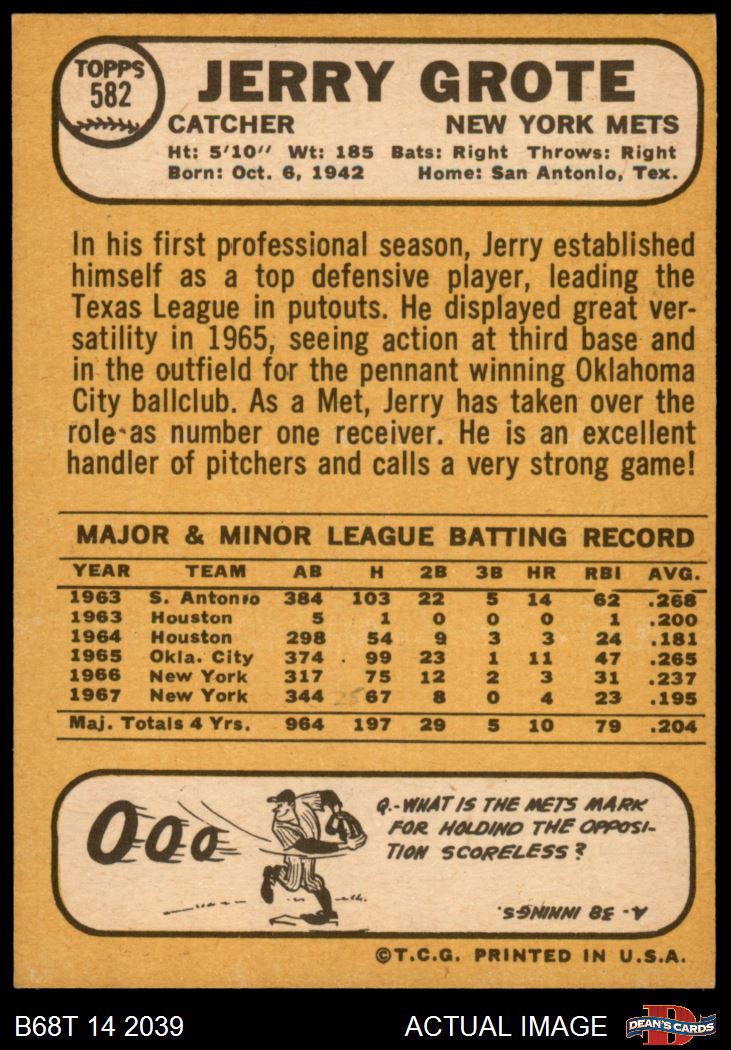 TOPPS
582
JERRY GROTE
CATCHER NEW YORK METS
Ht: 5'10" Wt: 185 Bats: Right Throws: Right
Born: Oct. 6, 1942 Home: San Antonio, Tex.
In his first professional season, Jerry established
himself as a top defensive player, leading the
Texas League in putouts. He displayed great ver-
satility in 1965, seeing action at third base and
in the outfield for the pennant winning Oklahoma
City ballclub. As a Met, Jerry has taken over the
role as number one receiver. He is an excellent
handler of pitchers and calls a very strong game!
MAJOR & MINOR LEAGUE BATTING RECORD
YEAR TEAM AB H 2B 3B HR RBI AVG.
1963 S. Antonio 384 103 22 5 14 62 .268
1963 Houston 5 1 0 0 0 1 .200
1964 Houston 298 54 9 3 3 24 .181
1965 Okla. City 374 99 23 1 11 47 .265
1966 New York 317 75 12 2 3 31 .237
1967 New York 344 25 67 8 0 4 23 .195
Maj. Totals 4 Yrs. 964 197 29 5 10 79 .204
000
Q.-WHAT IS THE METS MARK
FOR HOLDING THE OPPOSI-
TION SCORELESS?
A- 38 INNINGS.
©T.C.G. PRINTED IN U.S.A.
B68T 14 2039 ACTUAL IMAGE
D
DEAN'S CARDS